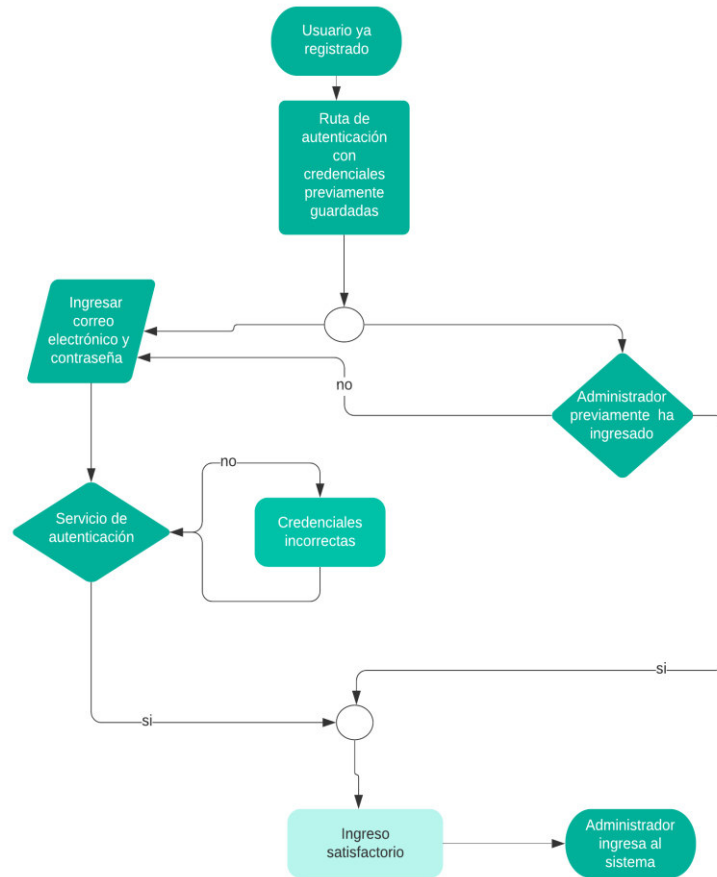 Usuario ya
registrado
Ruta de
autenticación
con
credenciales
previamente
guardadas
Ingresar
correo
electrónico y
contraseña
no
Administrador
previamente ha
ingresado
no
Servicio de
autenticación
Credenciales
incorrectas
si
si
Ingreso
satisfactorio
Administrador
ingresa al
sistema